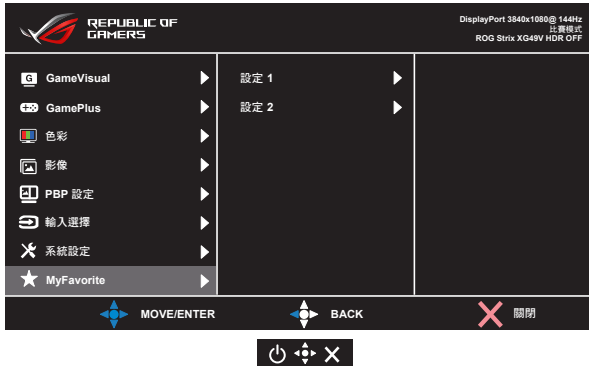 REPUBLIC OF
GAMERS
DisplayPort 3840x1080@ 144Hz
比賽模式
ROG Strix XG49V HDR OFF
G GameVisual
GamePlus
色彩
影像
PBP 設定
輸入選擇
系統設定
MyFavorite
設定 1
設定 2
MOVE/ENTER
BACK
關閉